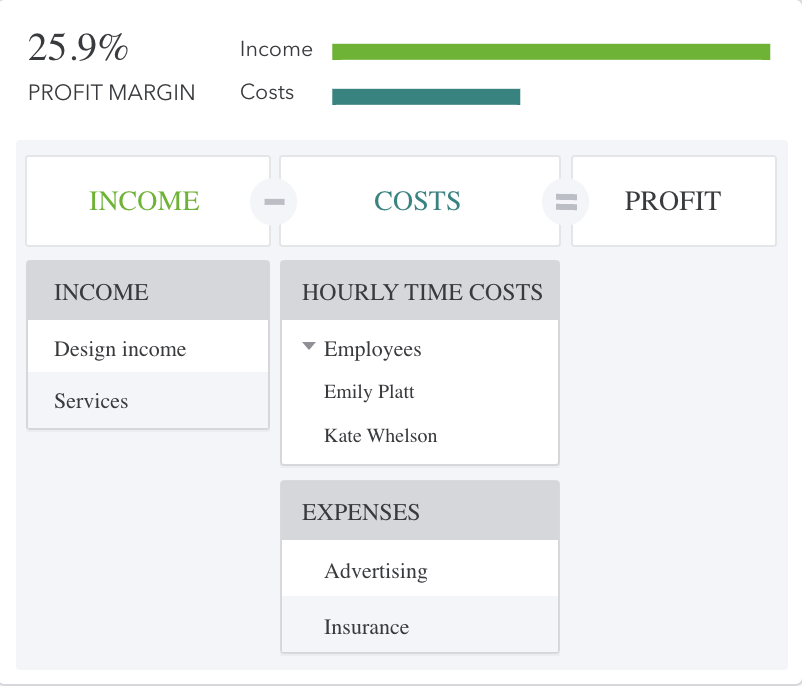 25.9%
PROFIT MARGIN
Income
Costs
INCOME
COSTS
PROFIT
INCOME
Design income
Services
HOURLY TIME COSTS
Employees
Emily Platt
Kate Whelson
EXPENSES
Advertising
Insurance